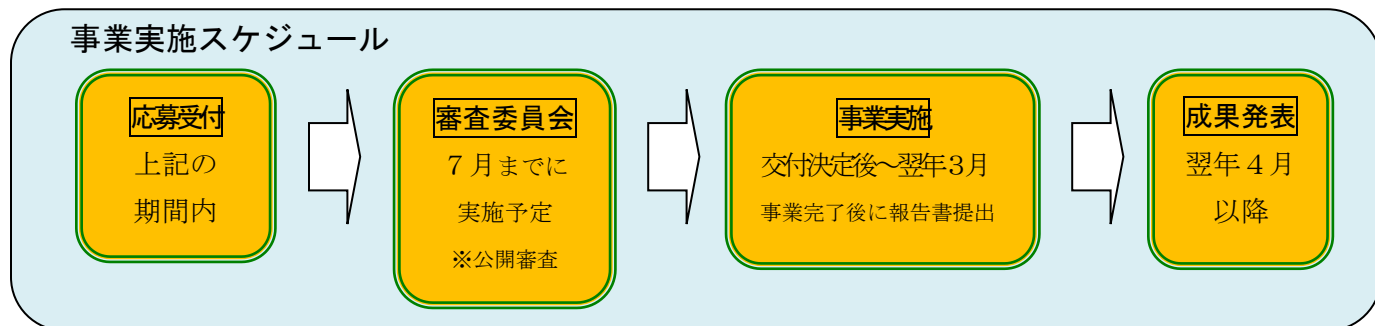 事業実施スケジュール
応募受付
上記の
期間内
審査委員会
７月までに
実施予定
※公開審査
事業実施
交付決定後～翌年３月
事業完了後に報告書提出
成果発表
翌年４月
以降